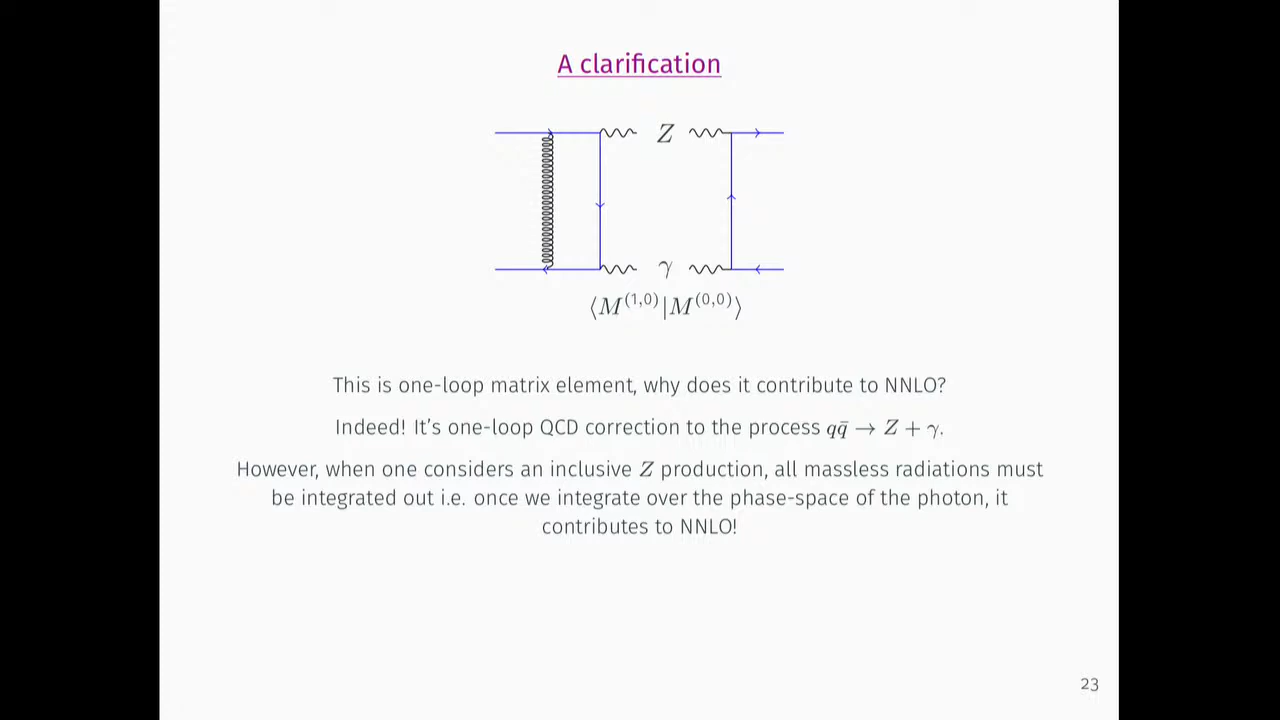 A clarification
Z
γ
⟨M^(1,0)|M^(0,0)⟩
This is one-loop matrix element, why does it contribute to NNLO?
Indeed! It's one-loop QCD correction to the process qq̄ → Z + γ.
However, when one considers an inclusive Z production, all massless radiations must
be integrated out i.e. once we integrate over the phase-space of the photon, it
contributes to NNLO!
23